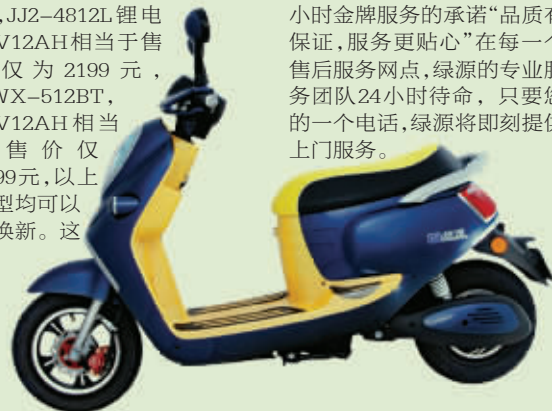 ,JJ2-4812L锂电
V12AH相当于售
仅为2199元,
WX-512BT,
V12AH相当
售价仅
99元,以上
型均可以
换新。这
小时金牌服务的承诺“品质有
保证,服务更贴心”在每一个
售后服务网点,绿源的专业服
务团队24小时待命,只要您
的一个电话,绿源将即刻提供
上门服务。